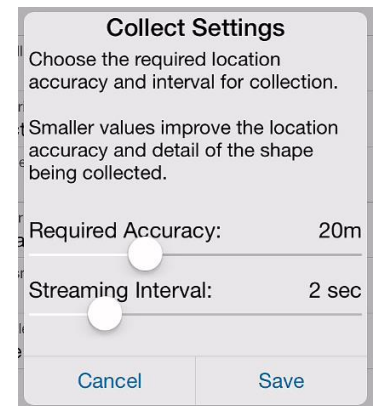 Collect Settings
Choose the required location
accuracy and interval for collection.
Smaller values improve the location
accuracy and detail of the shape
being collected.
Required Accuracy: 20m
Streaming Interval: 2 sec
Cancel Save